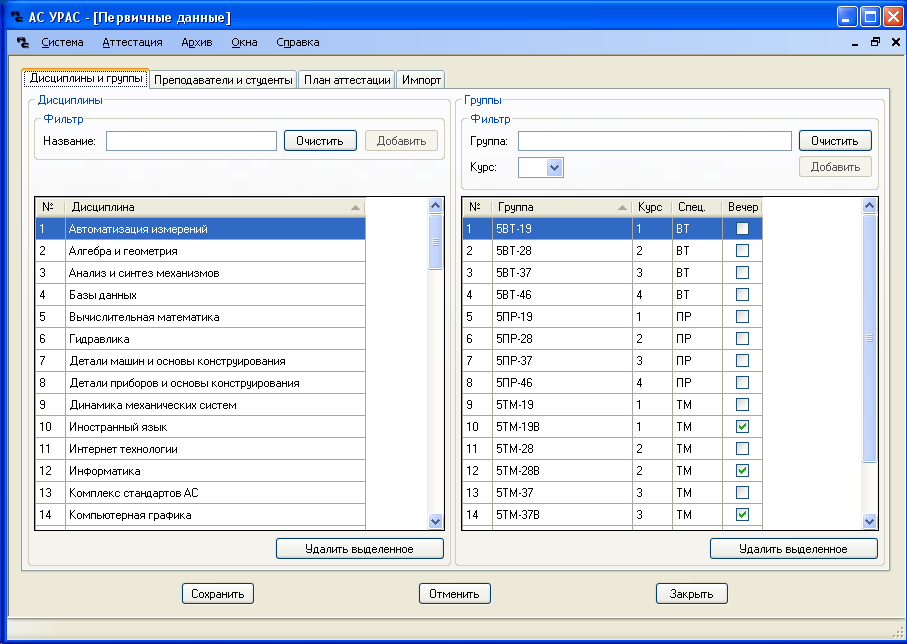 АС УРАС - [Первичные данные]
Система Аттестация Архив Окна Справка
Дисциплины и группы Преподаватели и студенты План аттестации Импорт
Дисциплины
Фильтр
Название: Очистить Добавить
№ Дисциплина
1 Автоматизация измерений
2 Алгебра и геометрия
3 Анализ и синтез механизмов
4 Базы данных
5 Вычислительная математика
6 Гидравлика
7 Детали машин и основы конструирования
8 Детали приборов и основы конструирования
9 Динамика механических систем
10 Иностранный язык
11 Интернет технологии
12 Информатика
13 Комплекс стандартов АС
14 Компьютерная графика
Удалить выделенное
Группы
Фильтр
Группа: Очистить
Курс: Добавить
№ Группа Курс Спец. Вечер
1 5ВТ-19 1 ВТ
2 5ВТ-28 2 ВТ
3 5ВТ-37 3 ВТ
4 5ВТ-46 4 ВТ
5 5ПР-19 1 ПР
6 5ПР-28 2 ПР
7 5ПР-37 3 ПР
8 5ПР-46 4 ПР
9 5ТМ-19 1 ТМ
10 5ТМ-19В 1 ТМ
11 5ТМ-28 2 ТМ
12 5ТМ-28В 2 ТМ
13 5ТМ-37 3 ТМ
14 5ТМ-37В 3 ТМ
Удалить выделенное
Сохранить Отменить Закрыть